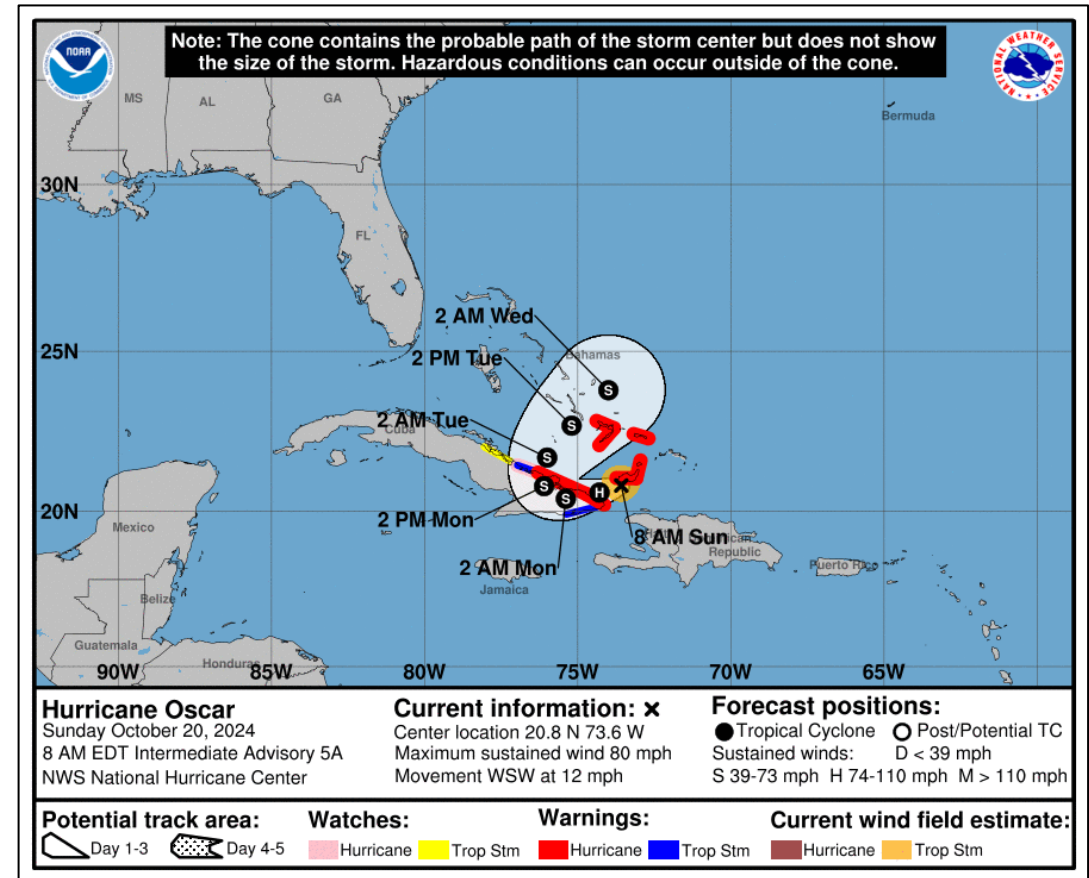 Note: The cone contains the probable path of the storm center but does not show
the size of the storm. Hazardous conditions can occur outside of the cone.
NOAA
NATIONAL WEATHER SERVICE
MS
AL
GA
Bermuda
30N
FL
2 AM Wed
25N
2 PM Tue
Bahamas
2 AM Tue
Cuba
S
S
S
S
S
H
20N
2 PM Mon
8 AM Sun
Mexico
Dominican
Republic
2 AM Mon
Puerto Rico
Jamaica
Belize
Guatemala
Honduras
90W
85W
80W
75W
70W
65W
Hurricane Oscar
Sunday October 20, 2024
8 AM EDT Intermediate Advisory 5A
NWS National Hurricane Center
Current information: ×
Center location 20.8 N 73.6 W
Maximum sustained wind 80 mph
Movement WSW at 12 mph
Forecast positions:
Tropical Cyclone Post/Potential TC
Sustained winds: D < 39 mph
S 39-73 mph H 74-110 mph M > 110 mph
Potential track area:
Day 1-3 Day 4-5
Watches:
Hurricane Trop Stm
Warnings:
Hurricane Trop Stm
Current wind field estimate:
Hurricane Trop Stm